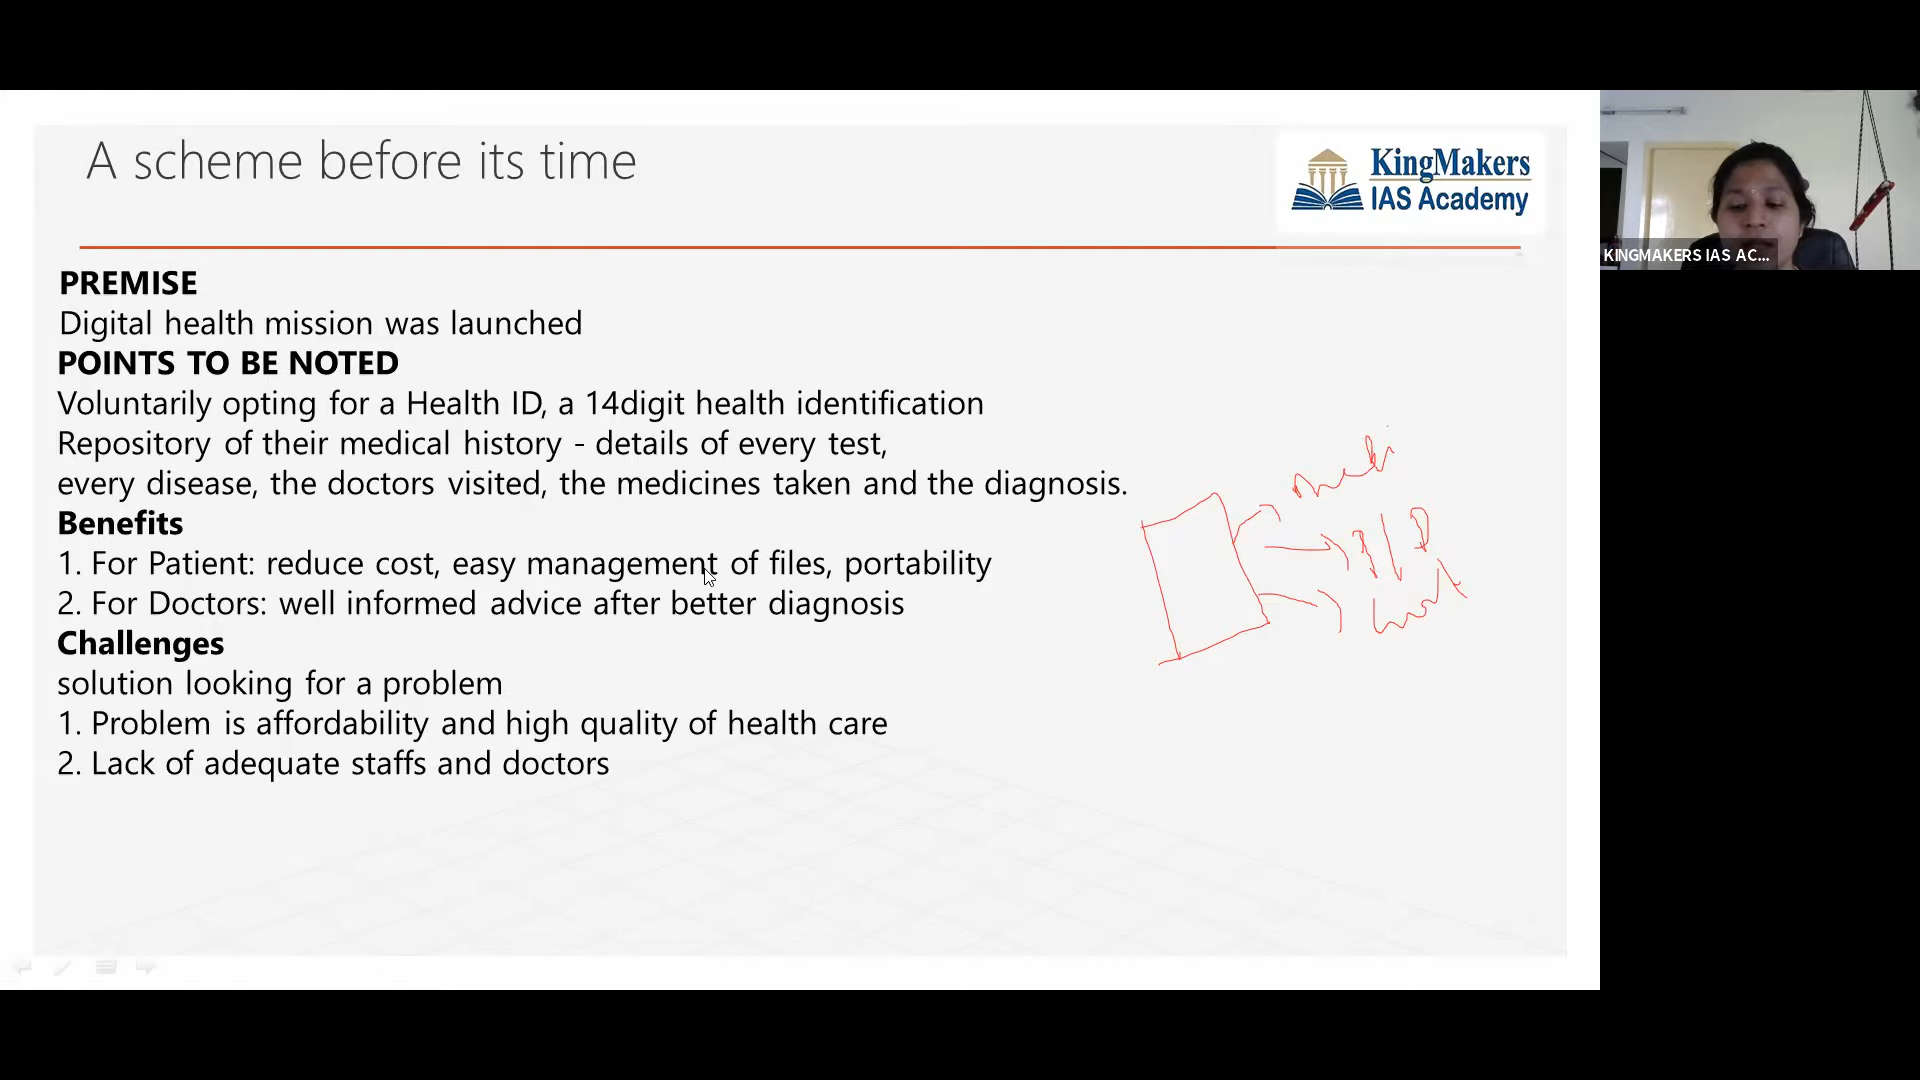 A scheme before its time
KingMakers
IAS Academy
KINGMAKERS IAS AC...
PREMISE
Digital health mission was launched
POINTS TO BE NOTED
Voluntarily opting for a Health ID, a 14digit health identification
Repository of their medical history - details of every test,
every disease, the doctors visited, the medicines taken and the diagnosis.
Benefits
1. For Patient: reduce cost, easy management of files, portability
2. For Doctors: well informed advice after better diagnosis
Challenges
solution looking for a problem
1. Problem is affordability and high quality of health care
2. Lack of adequate staffs and doctors